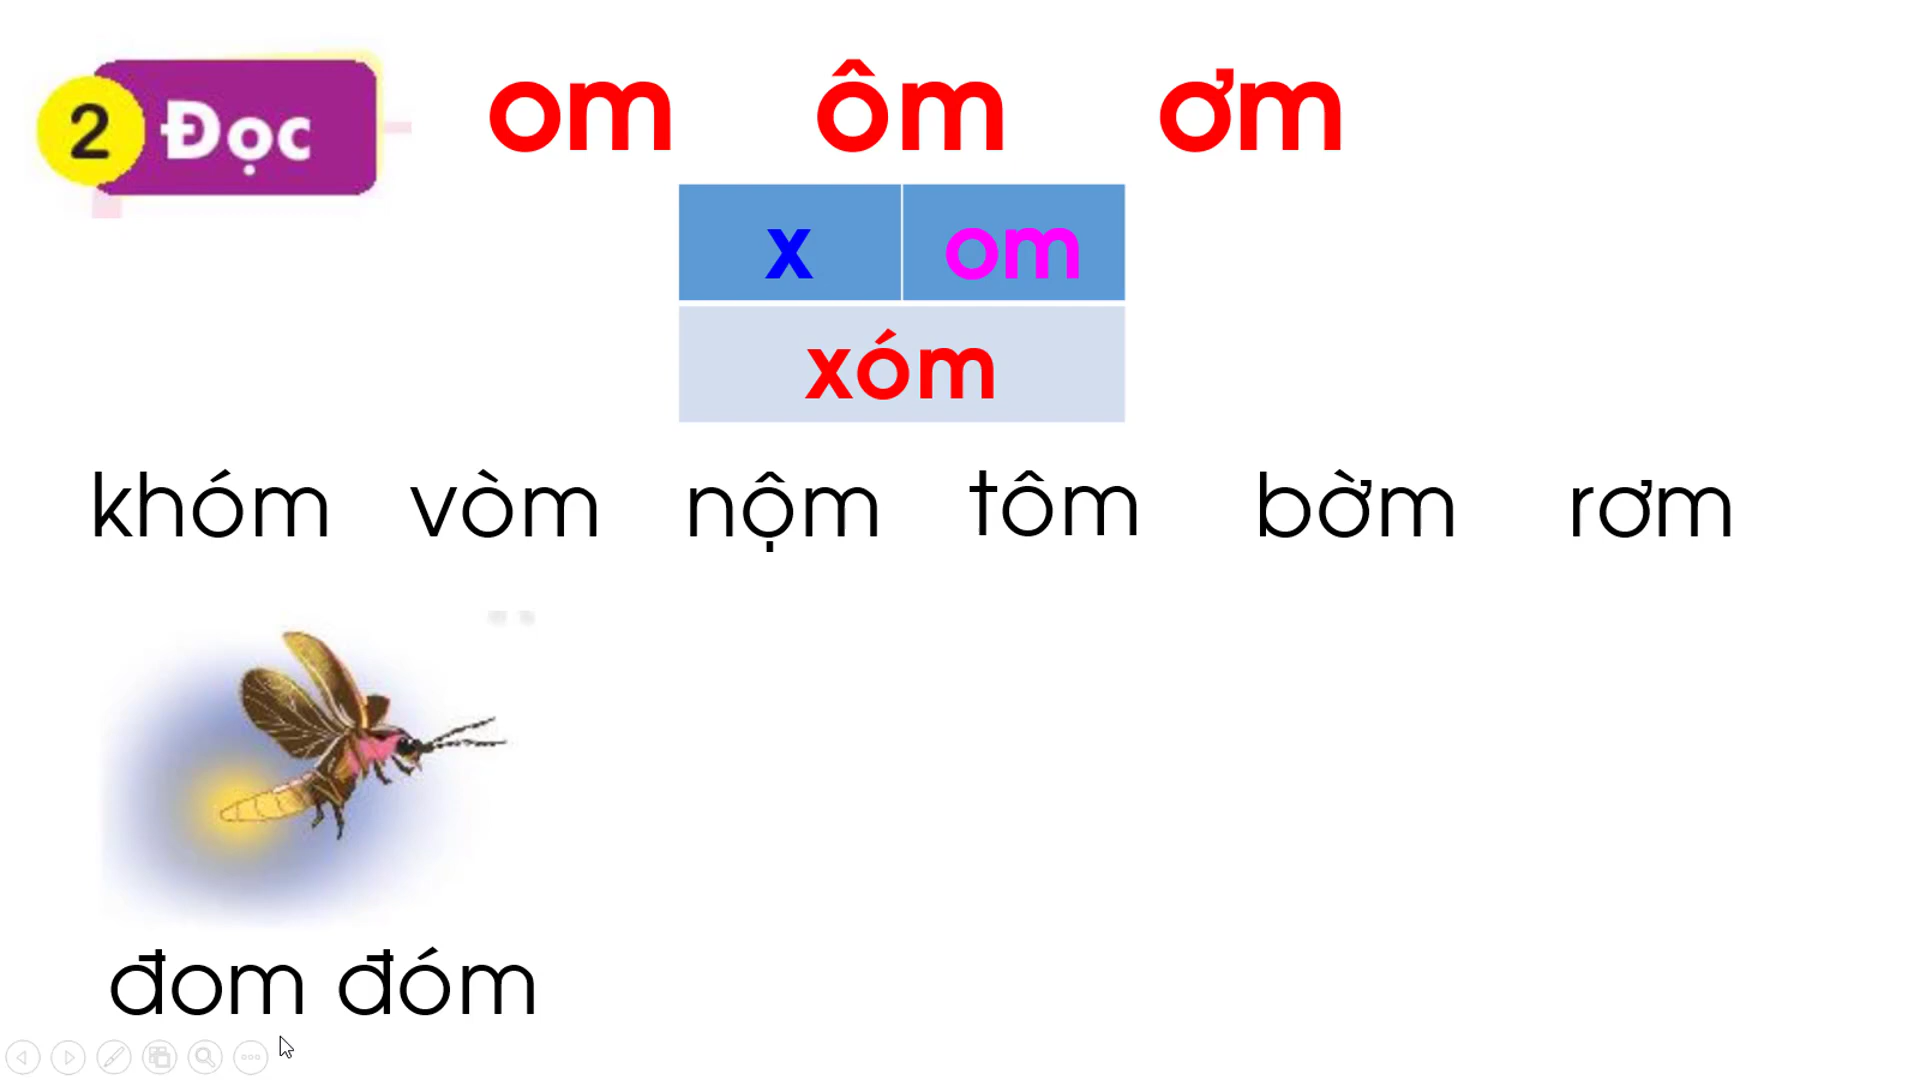 2 Đọc
om ôm ơm
x om
xóm
khóm vòm nộm tôm bờm rơm
đom đóm